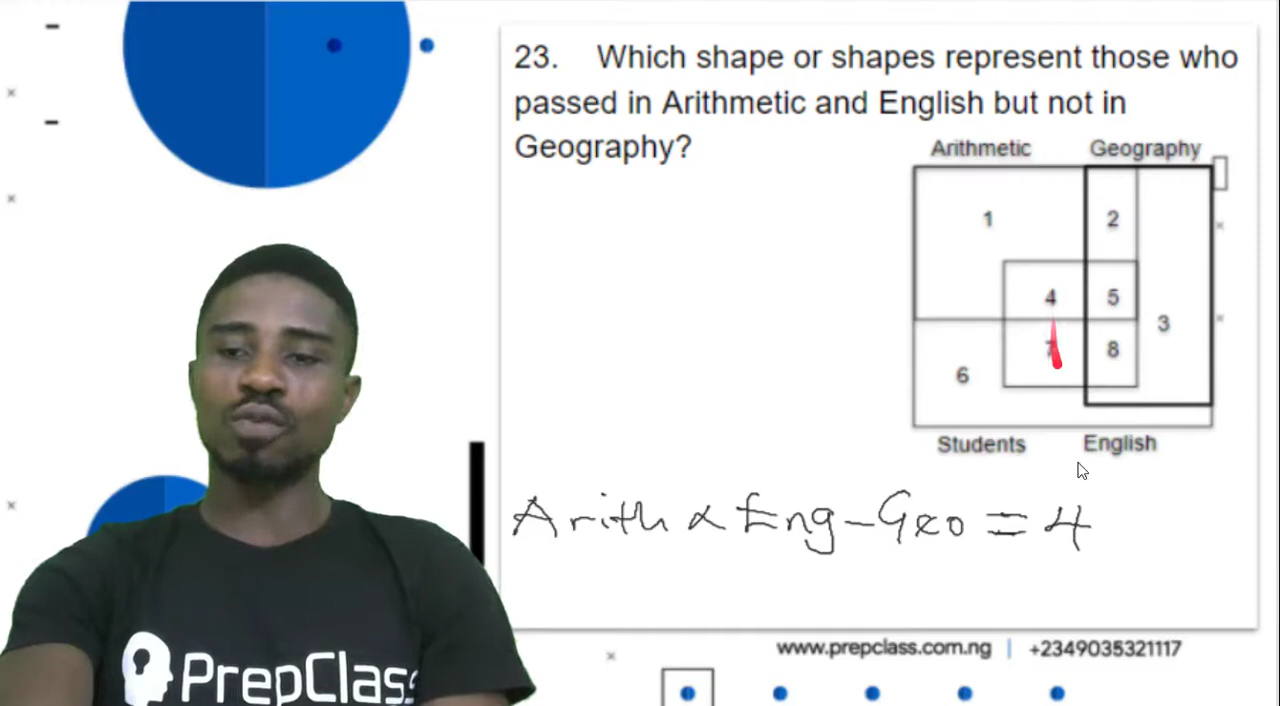 23. Which shape or shapes represent those who
passed in Arithmetic and English but not in
Geography?
Arithmetic Geography
1 2
4 5
3
7 8
6
Students English
Arith & Eng - Geo = 4
PrepClass
www.prepclass.com.ng | +2349035321117